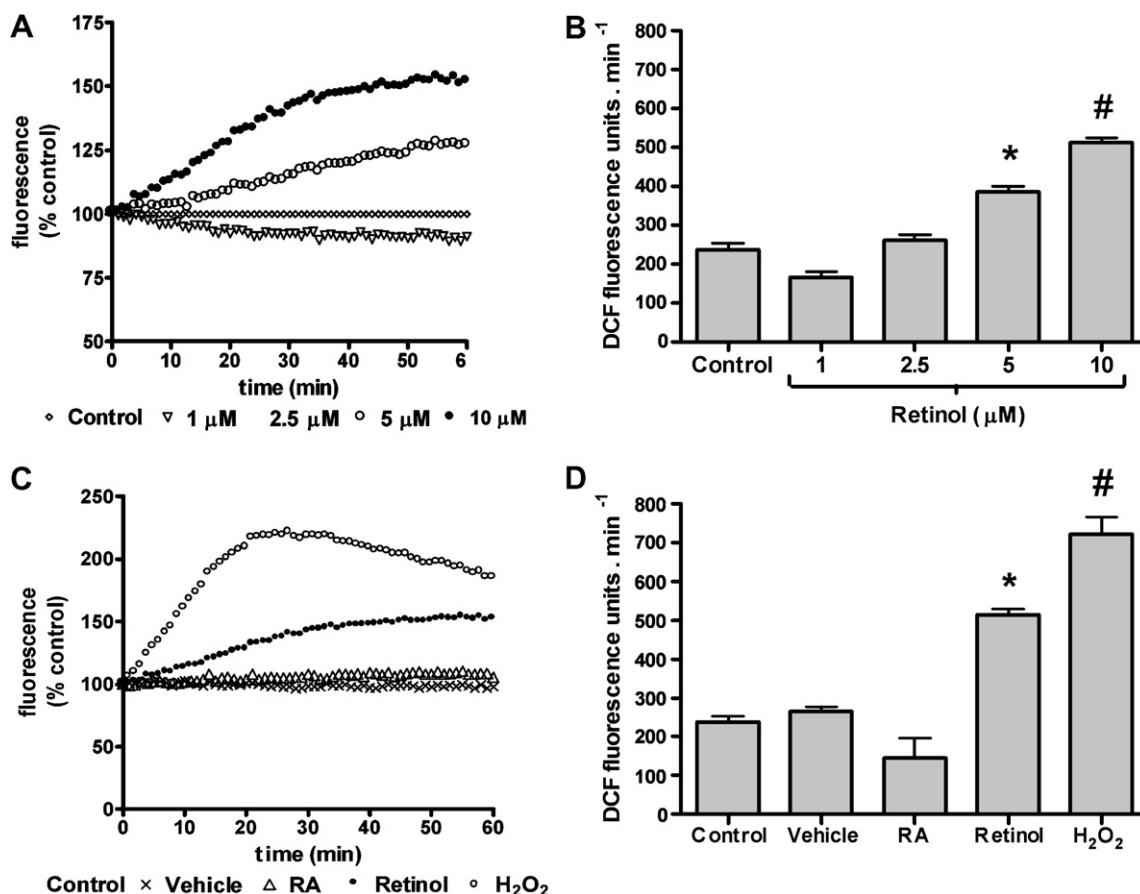 A
fluorescence
(% control)
175
150
125
100
75
50
0 10 20 30 40 50 6
time (min)
◇ Control ▽ 1 μM 2.5 μM ○ 5 μM ● 10 μM
B
DCF fluorescence units . min -1
800
700
600
500
400
300
200
100
0
*
#
Control 1 2.5 5 10
Retinol (μM)
C
fluorescence
(% control)
250
200
150
100
50
0
0 10 20 30 40 50 60
time (min)
Control × Vehicle △ RA • Retinol ○ H2O2
D
DCF fluorescence units . min -1
800
700
600
500
400
300
200
100
0
*
#
Control Vehicle RA Retinol H2O2